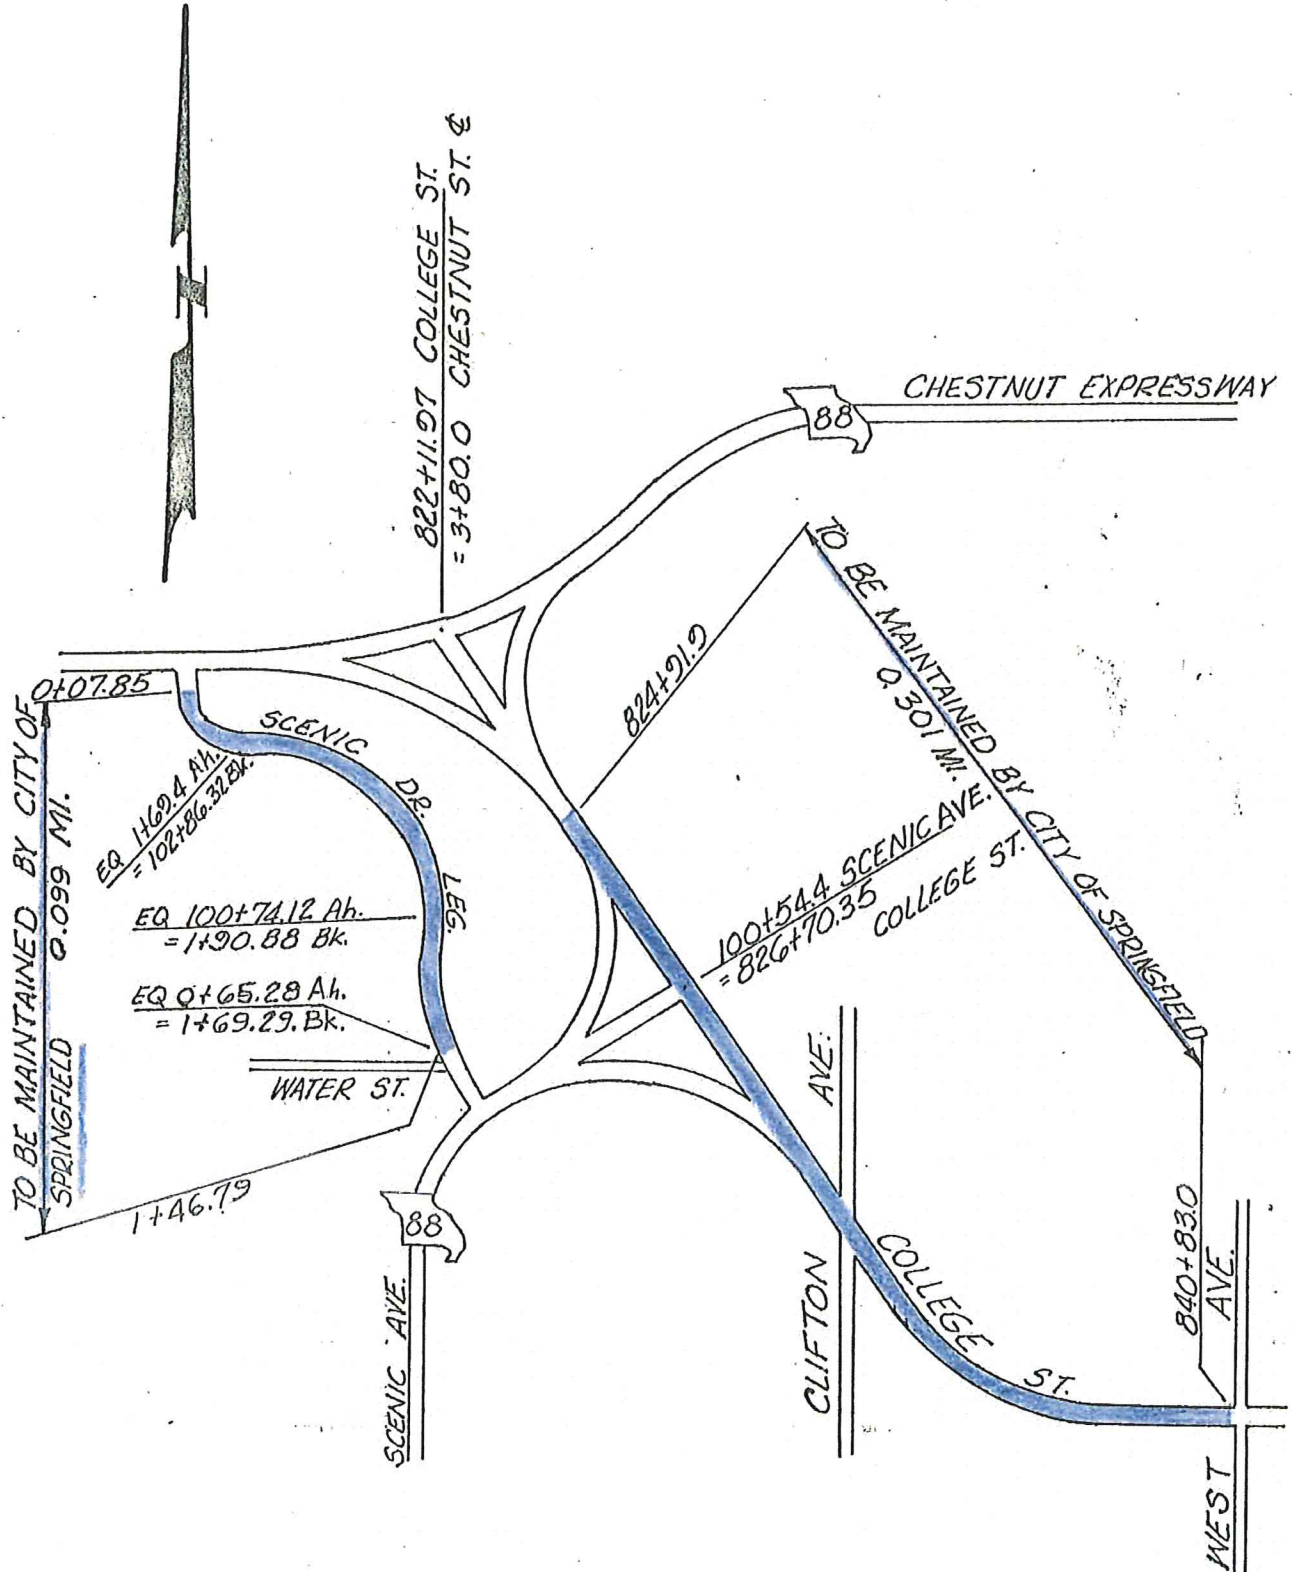 N
822+11.97 COLLEGE ST.
= 3+80.0 CHESTNUT ST. ℄
CHESTNUT EXPRESSWAY
88
TO BE MAINTAINED BY CITY OF
SPRINGFIELD 0.099 MI.
0+07.85
SCENIC DR. LEG.
EQ 1+69.4 Ah.
= 102+86.32 Bk.
EQ 100+74.12 Ah.
= 1+90.88 Bk.
EQ 0+65.28 Ah.
= 1+69.29. Bk.
WATER ST.
1+46.79
88
SCENIC AVE.
824+91.9
TO BE MAINTAINED BY CITY OF SPRINGFIELD
0.301 MI.
100+54.4 SCENIC AVE.
= 826+70.35
COLLEGE ST.
CLIFTON AVE.
COLLEGE ST.
840+83.0
WEST AVE.